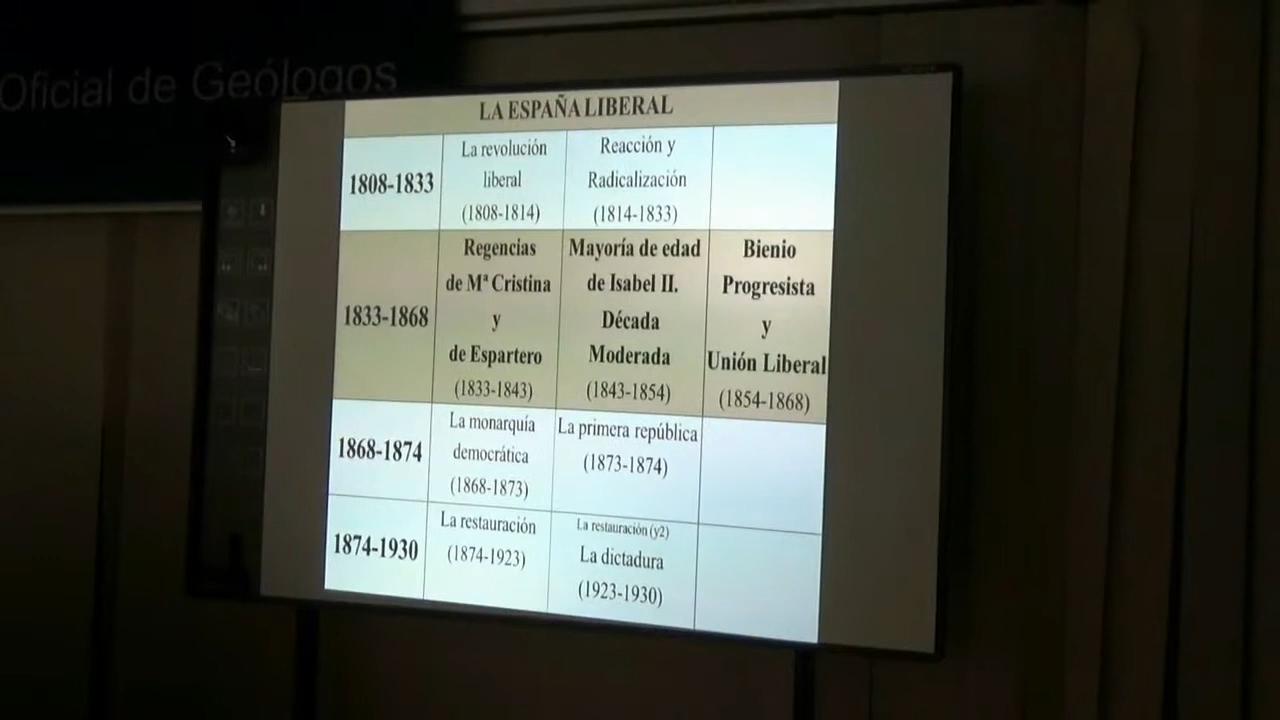 Oficial de Geólogos
LA ESPAÑA LIBERAL
1808-1833
La revolución
liberal
(1808-1814)
Reacción y
Radicalización
(1814-1833)
1833-1868
Regencias
de Mª Cristina
y
de Espartero
(1833-1843)
Mayoría de edad
de Isabel II.
Década
Moderada
(1843-1854)
Bienio
Progresista
y
Unión Liberal
(1854-1868)
1868-1874
La monarquía
democrática
(1868-1873)
La primera república
(1873-1874)
1874-1930
La restauración
(1874-1923)
La restauración (y2)
La dictadura
(1923-1930)